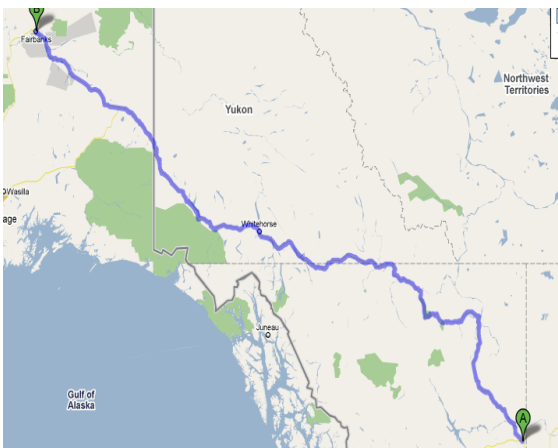 B
Fairbanks
Northwest
Territories
Yukon
Wasilla
age
Whitehorse
Juneau
Gulf of
Alaska
A